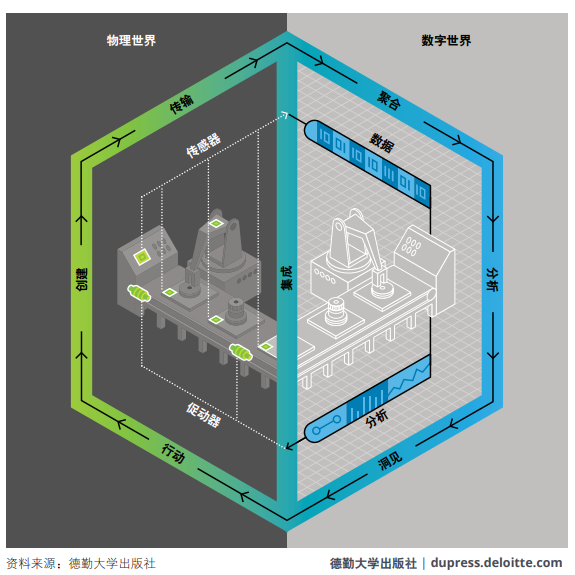 物理世界
数字世界
传输
聚合
传感器
数据
创建
集成
分析
促动器
分析
行动
洞见
资料来源：德勤大学出版社
德勤大学出版社 | dupress.deloitte.com